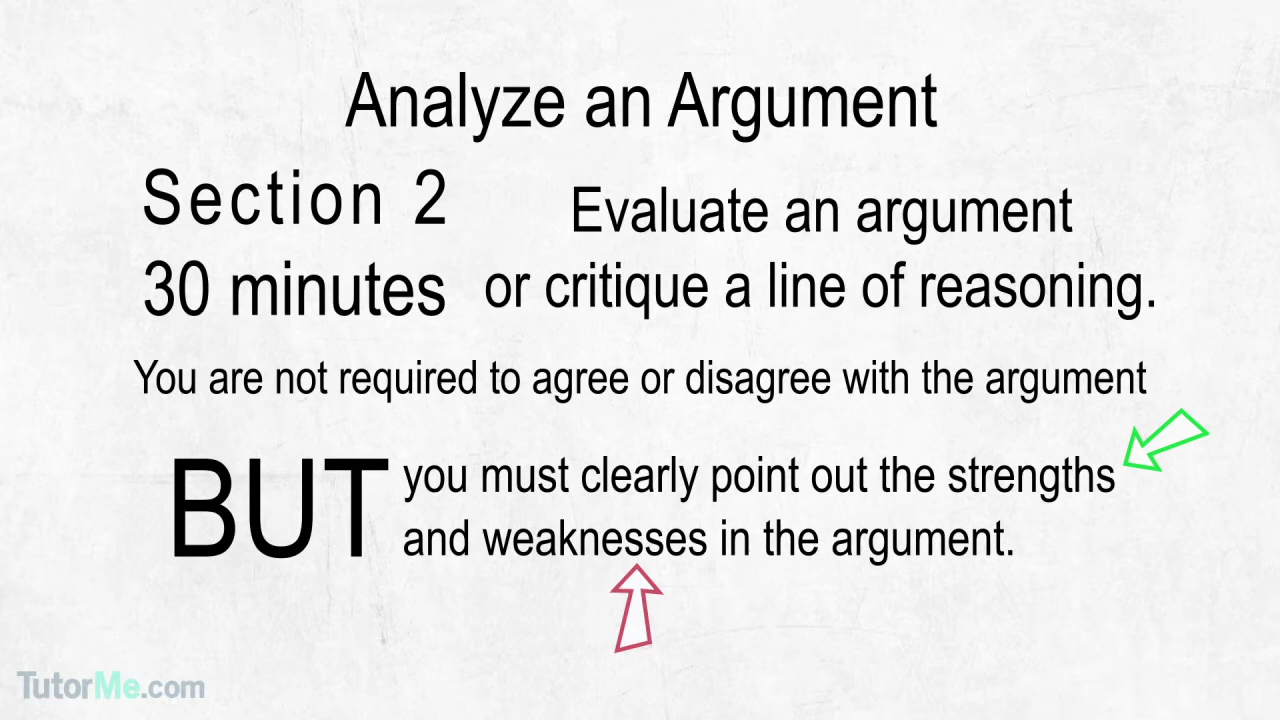 Analyze an Argument
Section 2
30 minutes
Evaluate an argument
or critique a line of reasoning.
You are not required to agree or disagree with the argument
BUT
you must clearly point out the strengths
and weaknesses in the argument.
TutorMe.com